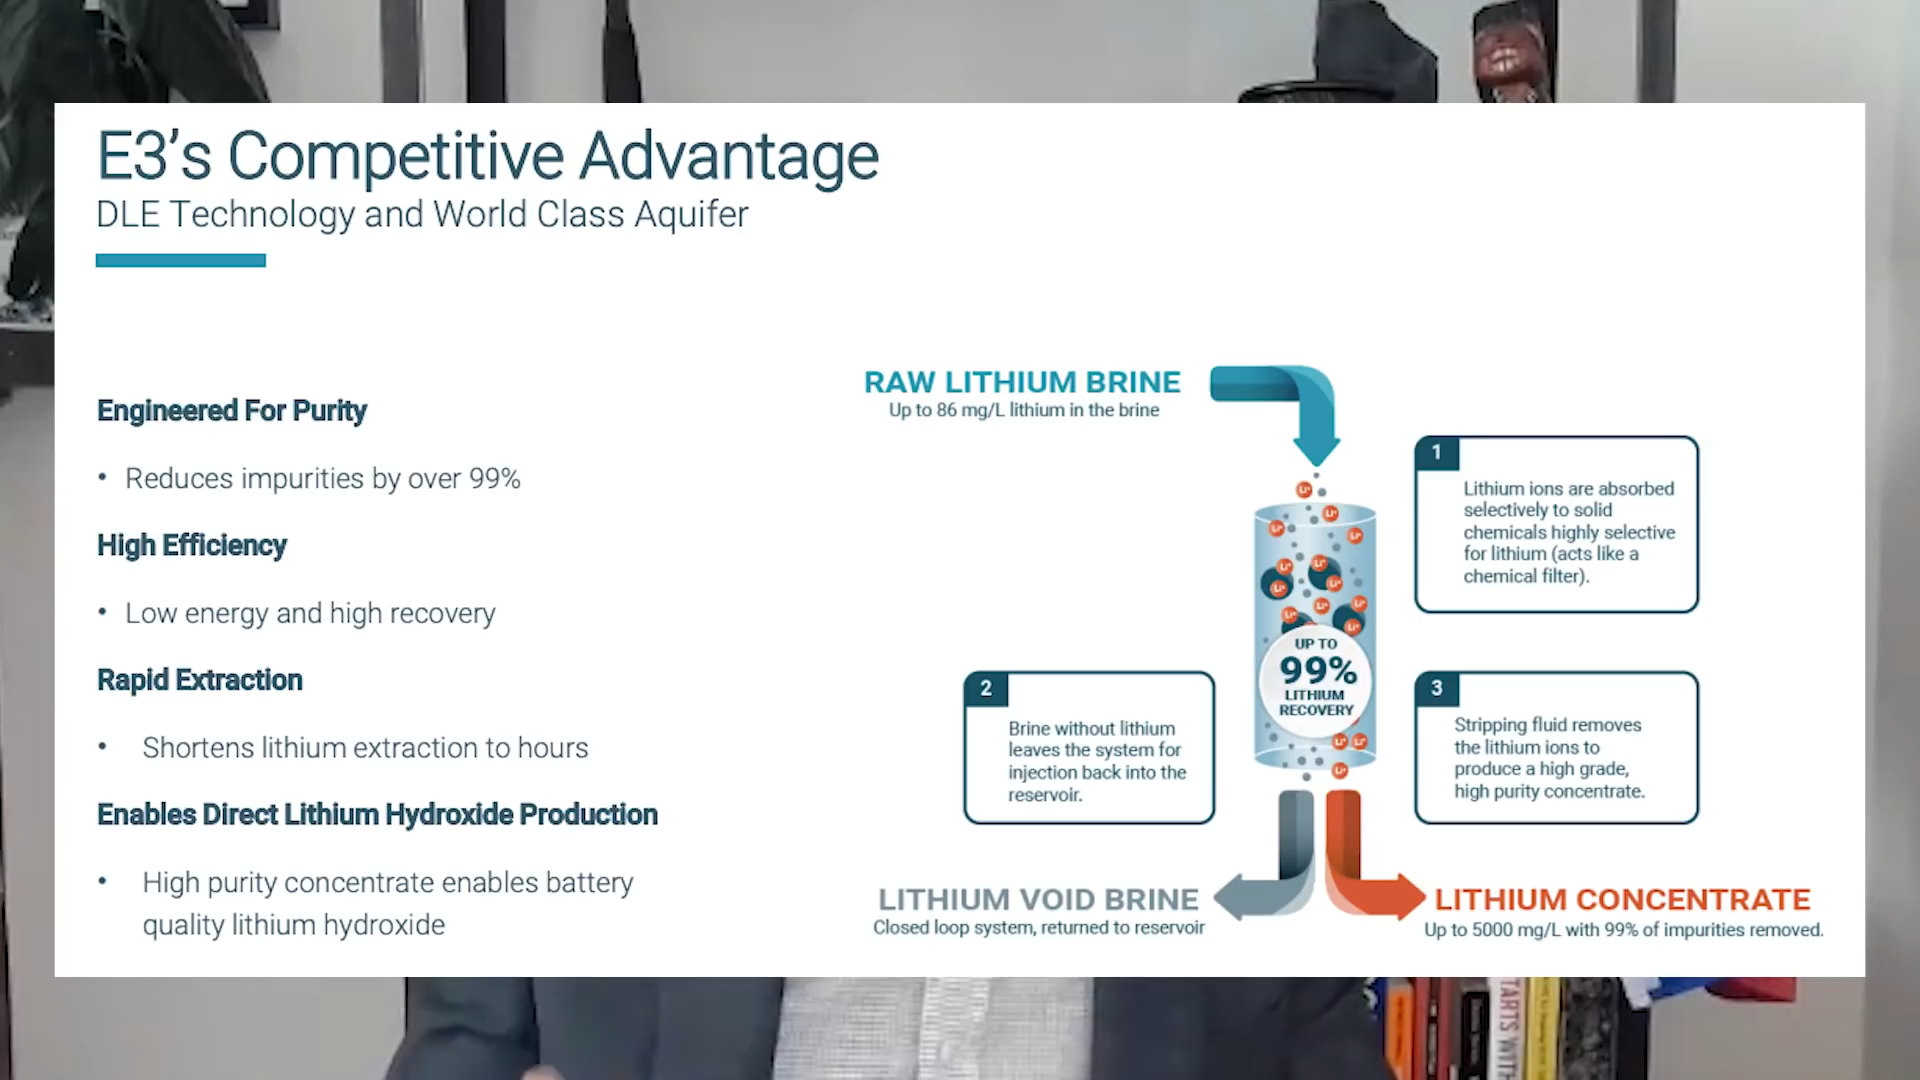 E3's Competitive Advantage
DLE Technology and World Class Aquifer
Engineered For Purity
• Reduces impurities by over 99%
High Efficiency
• Low energy and high recovery
Rapid Extraction
• Shortens lithium extraction to hours
Enables Direct Lithium Hydroxide Production
• High purity concentrate enables battery
quality lithium hydroxide
RAW LITHIUM BRINE
Up to 86 mg/L lithium in the brine
1
Lithium ions are absorbed
selectively to solid
chemicals highly selective
for lithium (acts like a
chemical filter).
UP TO
99%
LITHIUM
RECOVERY
2
Brine without lithium
leaves the system for
injection back into the
reservoir.
3
Stripping fluid removes
the lithium ions to
produce a high grade,
high purity concentrate.
LITHIUM VOID BRINE
Closed loop system, returned to reservoir
LITHIUM CONCENTRATE
Up to 5000 mg/L with 99% of impurities removed.